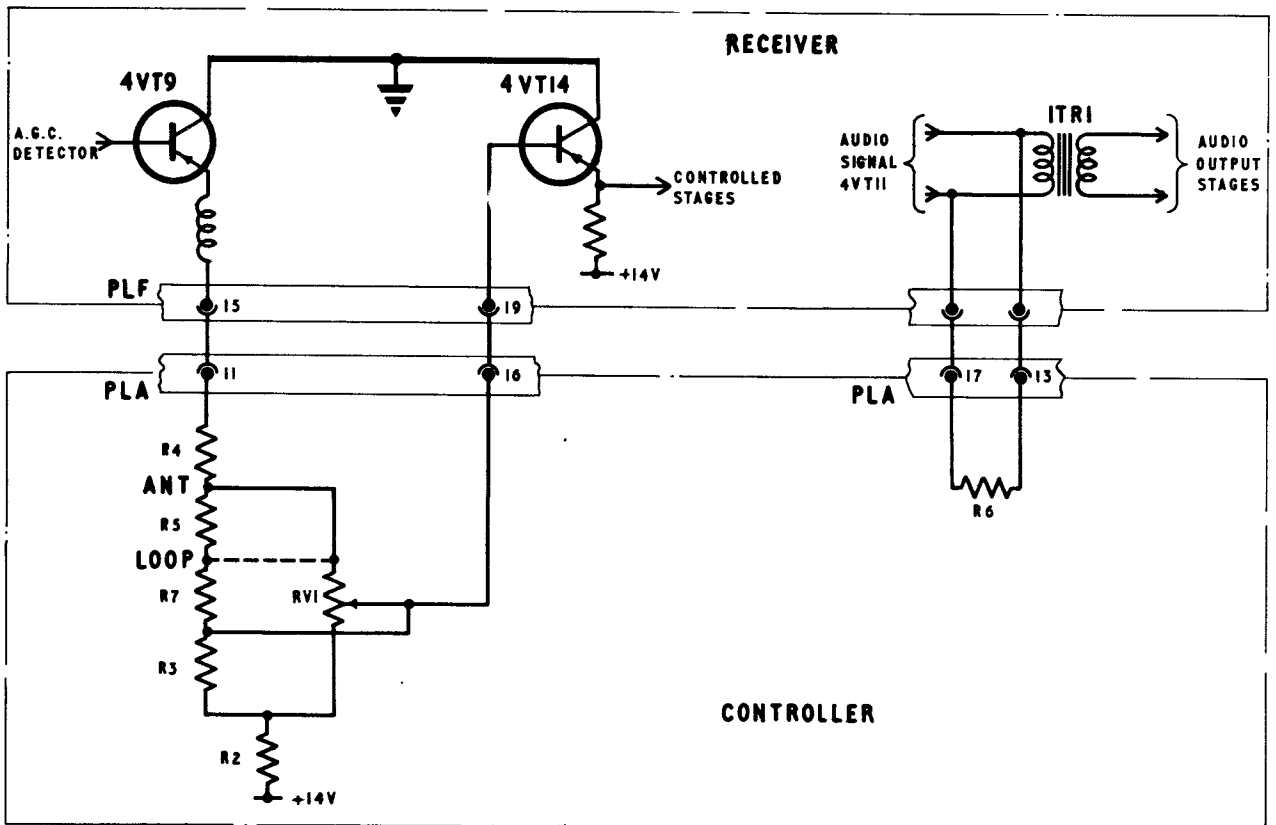 RECEIVER
4VT9
4VT14
1TR1
A.G.C.
DETECTOR
AUDIO
SIGNAL
4VT11
AUDIO
OUTPUT
STAGES
CONTROLLED
STAGES
+14V
PLF
15
19
PLA
11
16
PLA
17
13
R4
ANT
R5
LOOP
R7
RV1
R3
R6
R2
CONTROLLER
+14V